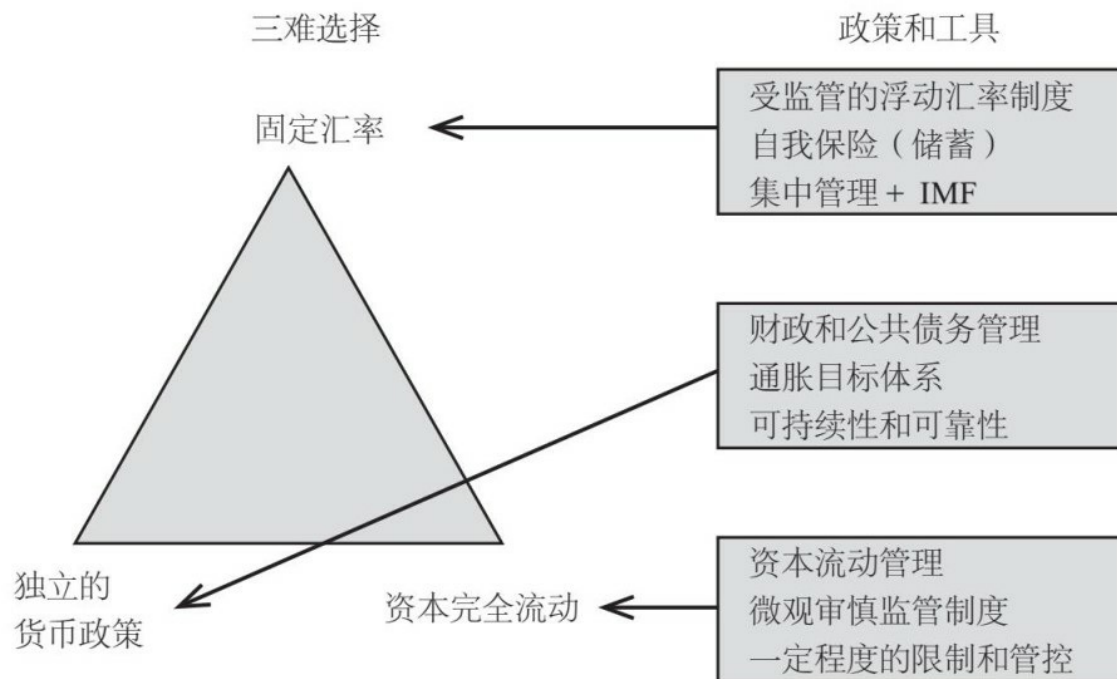 三难选择
政策和工具
固定汇率
受监管的浮动汇率制度
自我保险（储蓄）
集中管理+ IMF
财政和公共债务管理
通胀目标体系
可持续性和可靠性
独立的
货币政策
资本完全流动
资本流动管理
微观审慎监管制度
一定程度的限制和管控